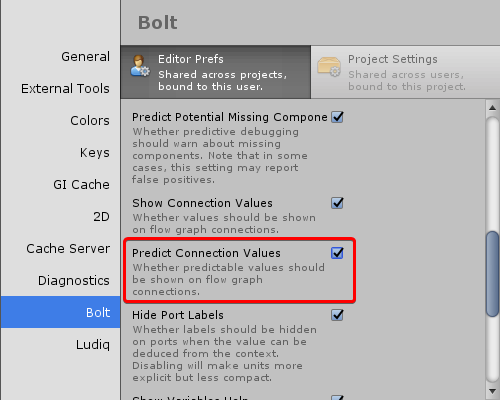 Bolt
General
External Tools
Colors
Keys
GI Cache
2D
Cache Server
Diagnostics
Bolt
Ludiq
Editor Prefs
Shared across projects,
bound to this user.
Project Settings
Shared across users,
bound to this project.
Predict Potential Missing Compone
Whether predictive debugging
should warn about missing
components. Note that in some
cases, this setting may report
false positives.
Show Connection Values
Whether values should be shown
on flow graph connections.
Predict Connection Values
Whether predictable values should
be shown on flow graph
connections.
Hide Port Labels
Whether labels should be hidden
on ports when the value can be
deduced from the context.
Disabling will make units more
explicit but less compact.
Show Variables Help